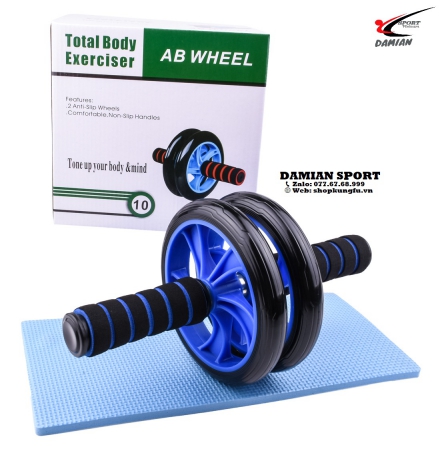 SPORT
DAMIAN
Total Body
Exerciser
AB WHEEL
Features:
.2 Anti-Slip Wheels
.Comfortable,Non-Slip Handles
Tone up your body &mind
10
DAMIAN SPORT
Zalo: 077.67.68.999
Web: shopkungfu.vn